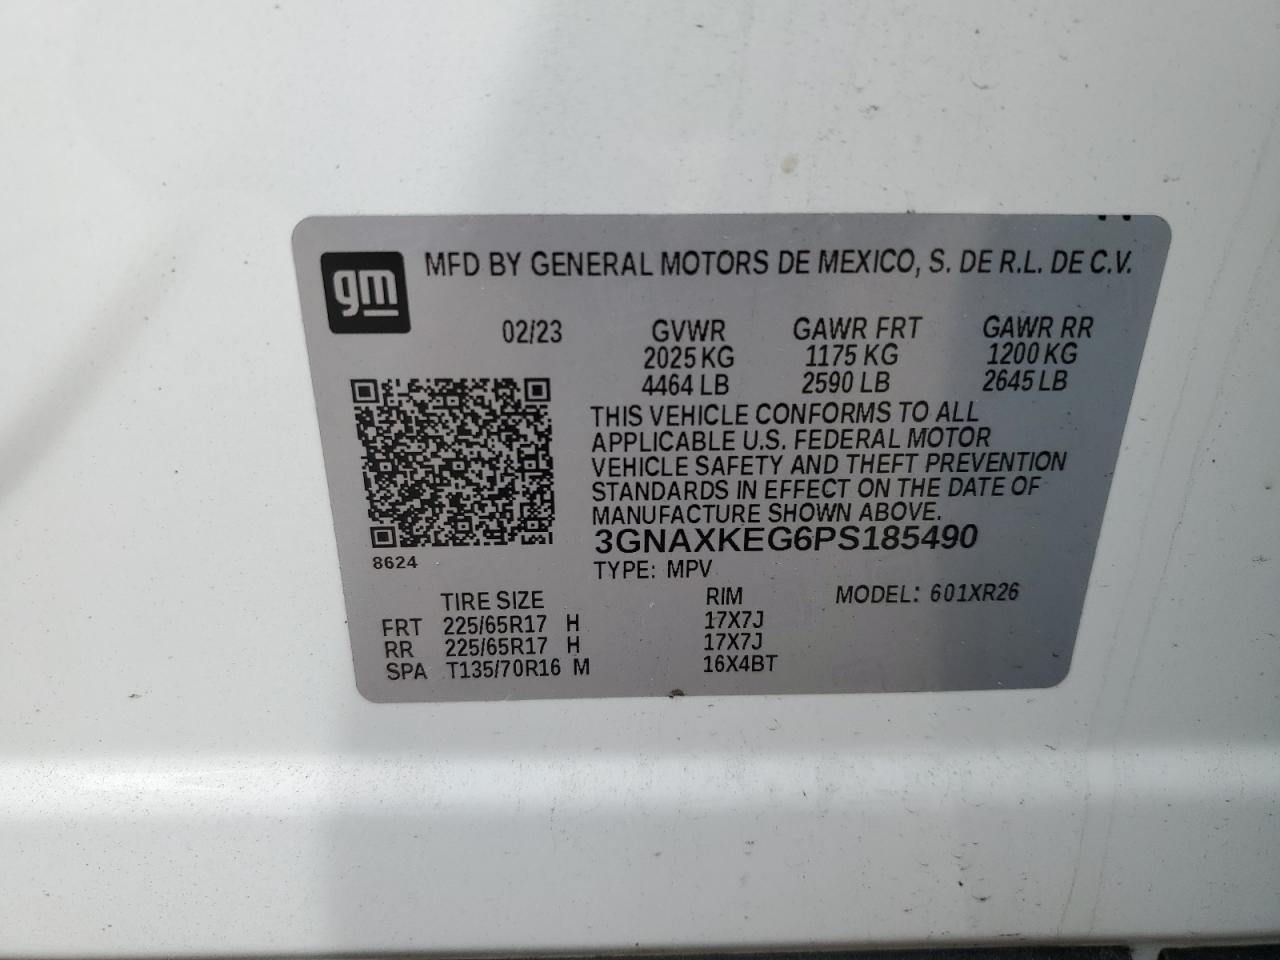 gm
MFD BY GENERAL MOTORS DE MEXICO, S. DE R.L. DE C.V.
02/23 GVWR GAWR FRT GAWR RR
2025 KG 1175 KG 1200 KG
4464 LB 2590 LB 2645 LB
THIS VEHICLE CONFORMS TO ALL
APPLICABLE U.S. FEDERAL MOTOR
VEHICLE SAFETY AND THEFT PREVENTION
STANDARDS IN EFFECT ON THE DATE OF
MANUFACTURE SHOWN ABOVE.
3GNAXKEG6PS185490
8624
TYPE: MPV
TIRE SIZE RIM MODEL: 601XR26
FRT 225/65R17 H 17X7J
RR 225/65R17 H 17X7J
SPA T135/70R16 M 16X4BT